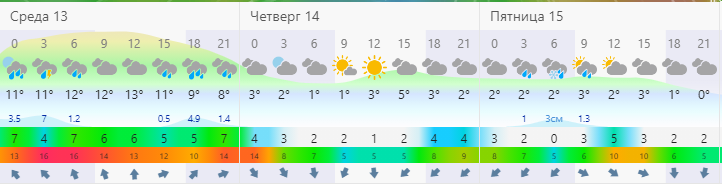 Среда 13 Четверг 14 Пятница 15
0 3 6 9 12 15 18 21 0 3 6 9 12 15 18 21 0 3 6 9 12 15 18 21
11° 11° 12° 12° 13° 11° 9° 8° 3° 2° 1° 3° 5° 3° 2° 2° 2° 2° 2° 2° 2° 3° 1° 0°
3.5 7 1.2 0.5 4.9 1.4 1 3см 1.3
7 4 7 6 6 5 5 7 4 3 2 2 1 2 4 4 3 2 0 3 5 3 2 2
13 16 16 14 13 12 10 14 14 8 7 5 5 5 8 9 8 7 5 6 10 10 6 5